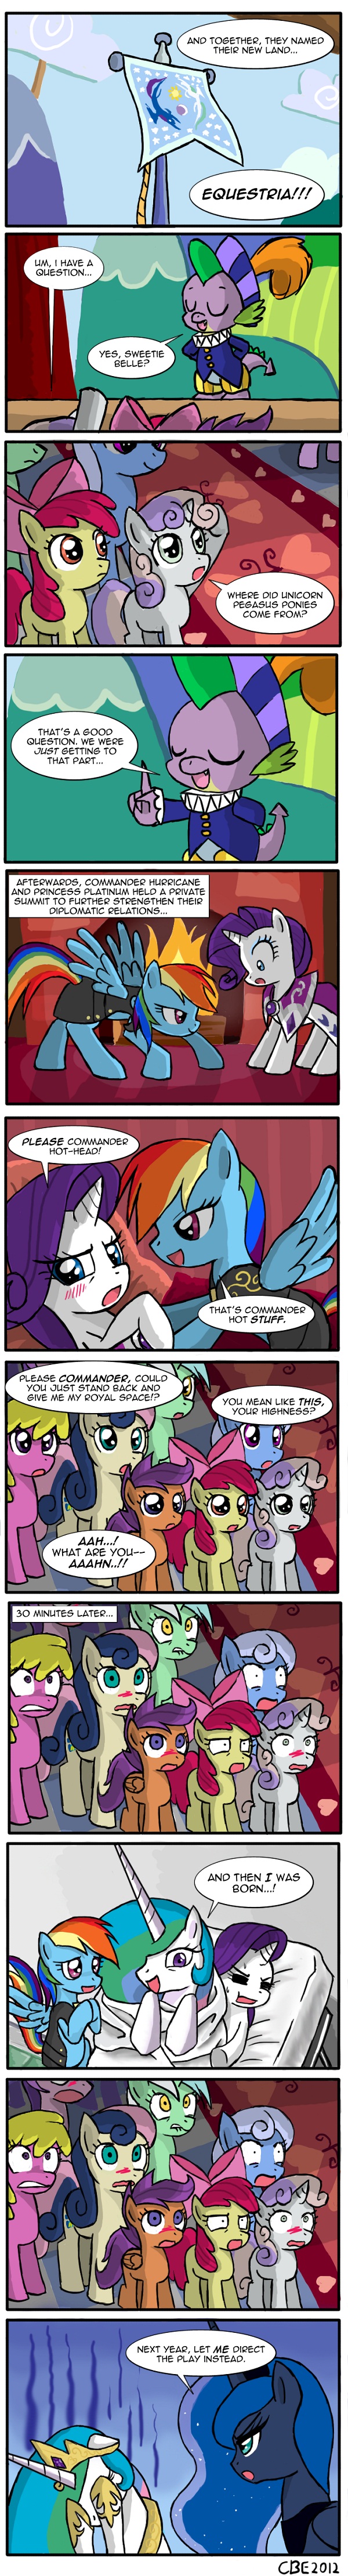 AND TOGETHER, THEY NAMED
THEIR NEW LAND...
EQUESTRIA!!!
UM, I HAVE A
QUESTION...
YES, SWEETIE
BELLE?
WHERE DID UNICORN
PEGASUS PONIES
COME FROM?
THAT'S A GOOD
QUESTION. WE WERE
JUST GETTING TO
THAT PART...
AFTERWARDS, COMMANDER HURRICANE
AND PRINCESS PLATINUM HELD A PRIVATE
SUMMIT TO FURTHER STRENGTHEN THEIR
DIPLOMATIC RELATIONS...
PLEASE COMMANDER
HOT-HEAD!
THAT'S COMMANDER
HOT STUFF.
PLEASE COMMANDER, COULD
YOU JUST STAND BACK AND
GIVE ME MY ROYAL SPACE!?
YOU MEAN LIKE THIS,
YOUR HIGHNESS?
AAH...!
WHAT ARE YOU--
AAAHN..!!
30 MINUTES LATER...
AND THEN I WAS
BORN...!
NEXT YEAR, LET ME DIRECT
THE PLAY INSTEAD.
CBE2012